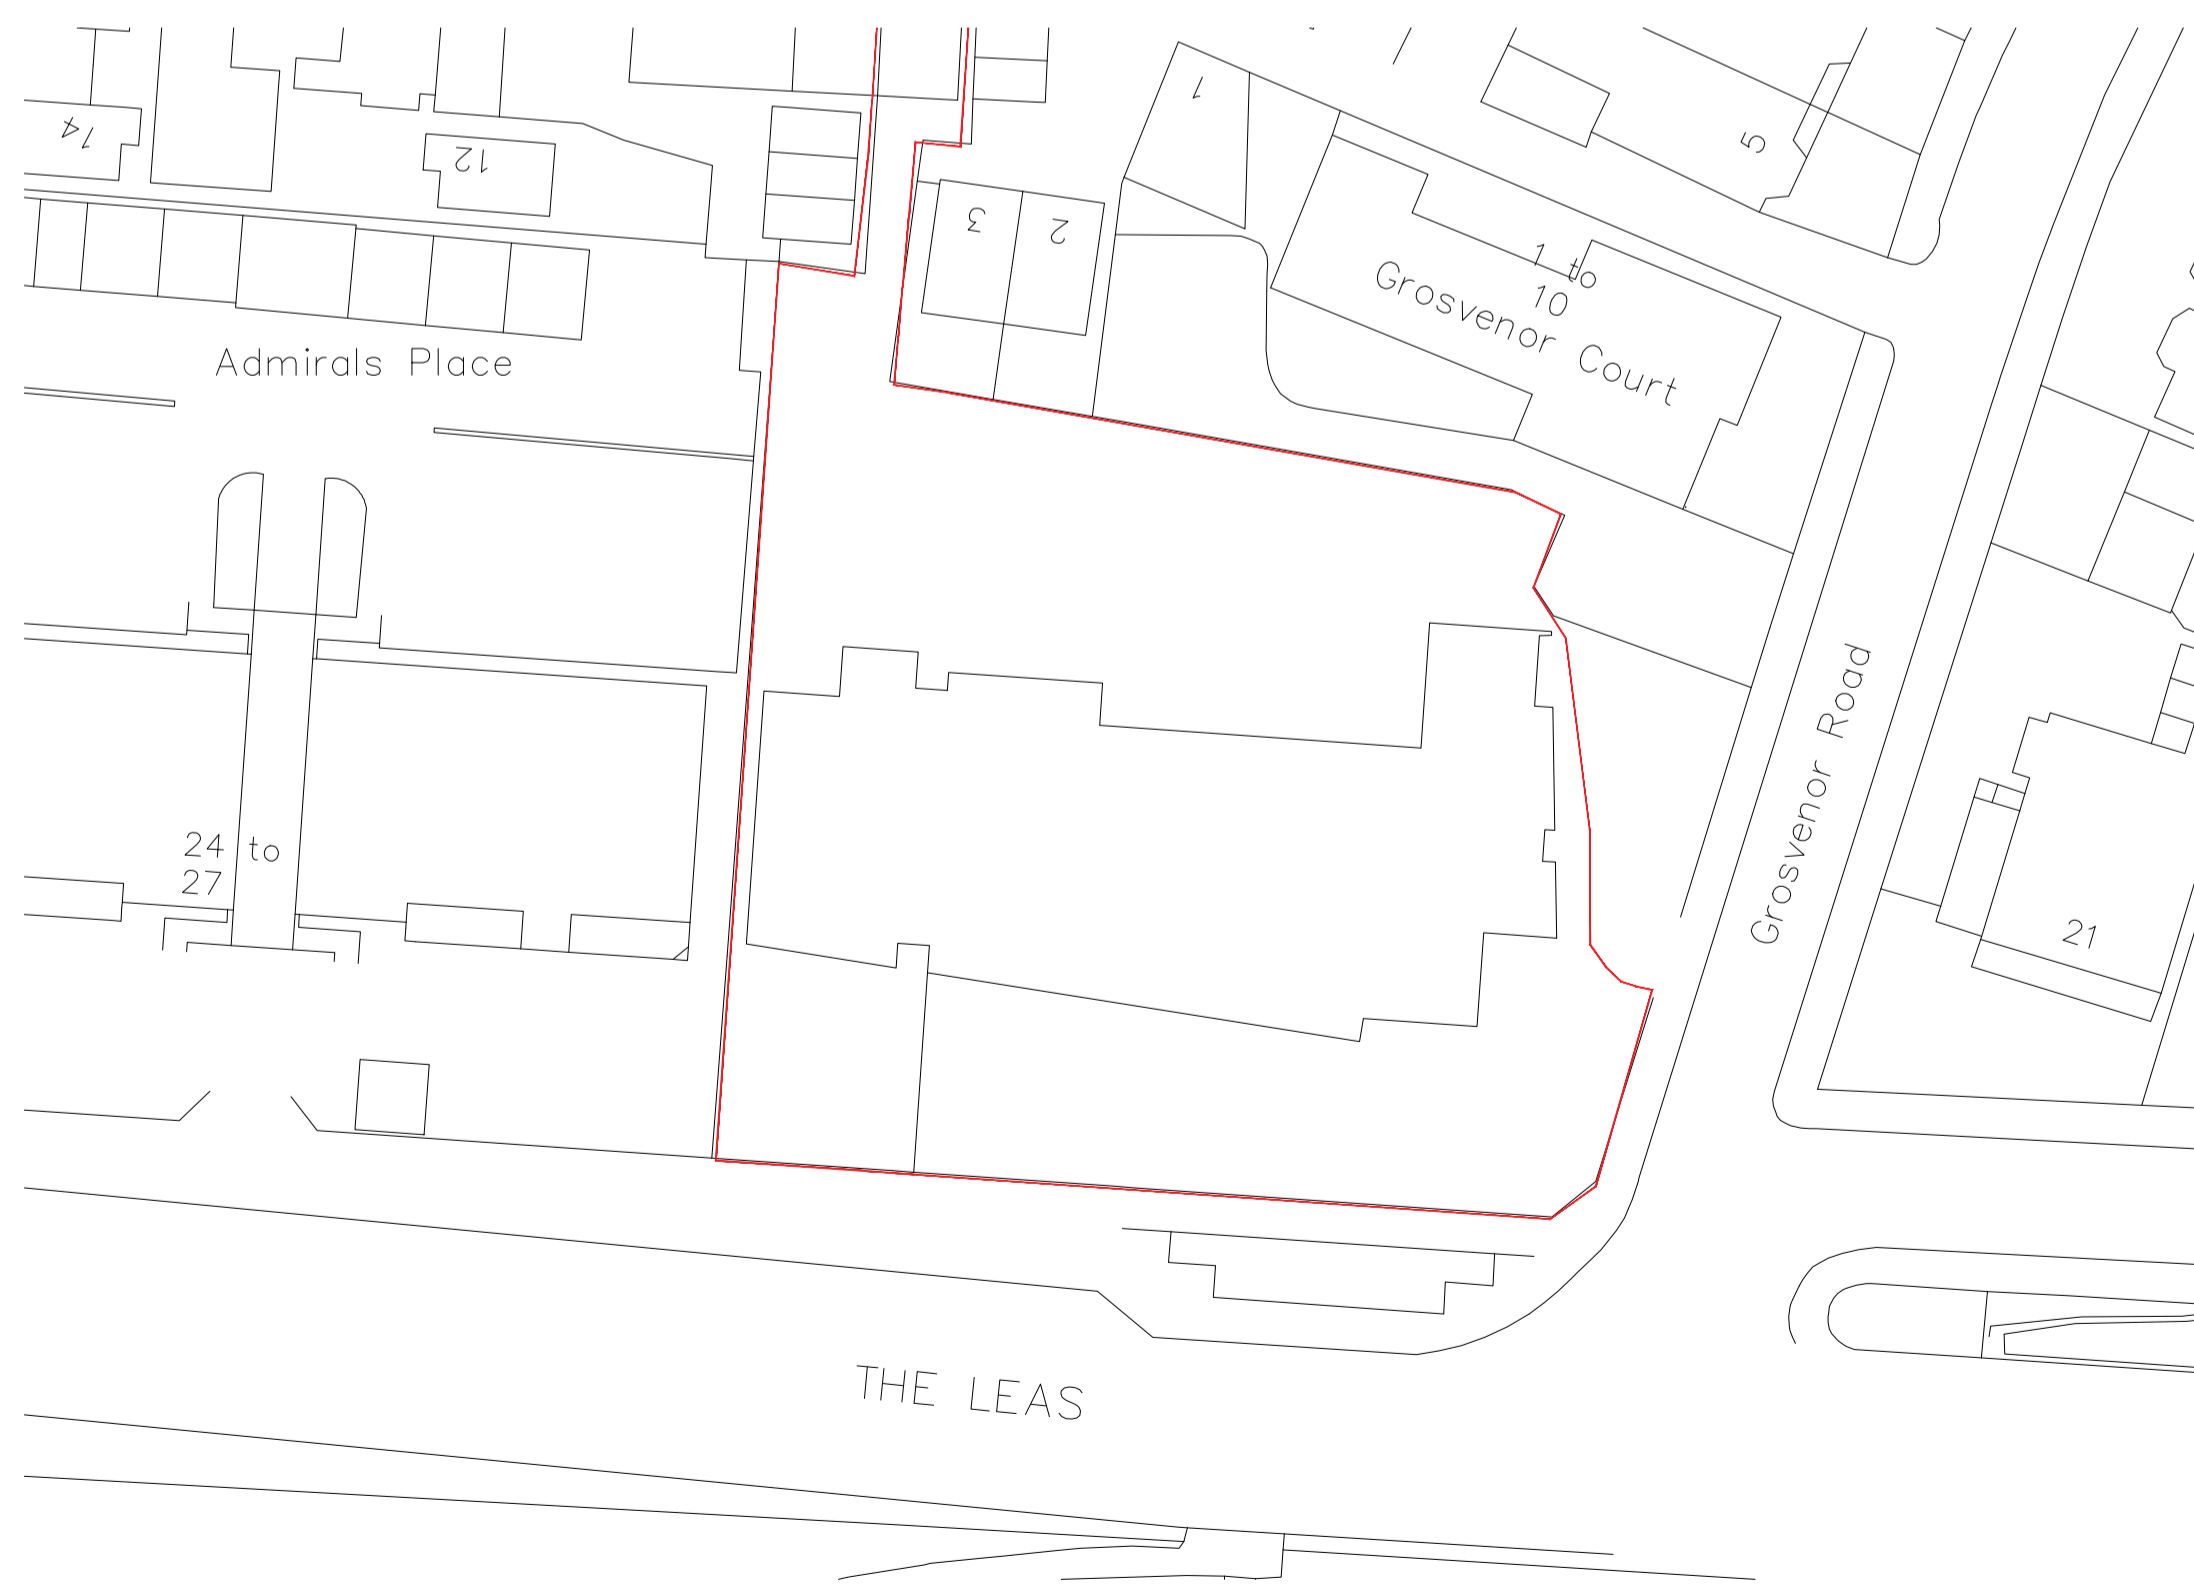 1
14
12
5
3
2
1 to
10
Grosvenor Court
Admirals Place
Grosvenor Road
24 to
27
21
THE LEAS